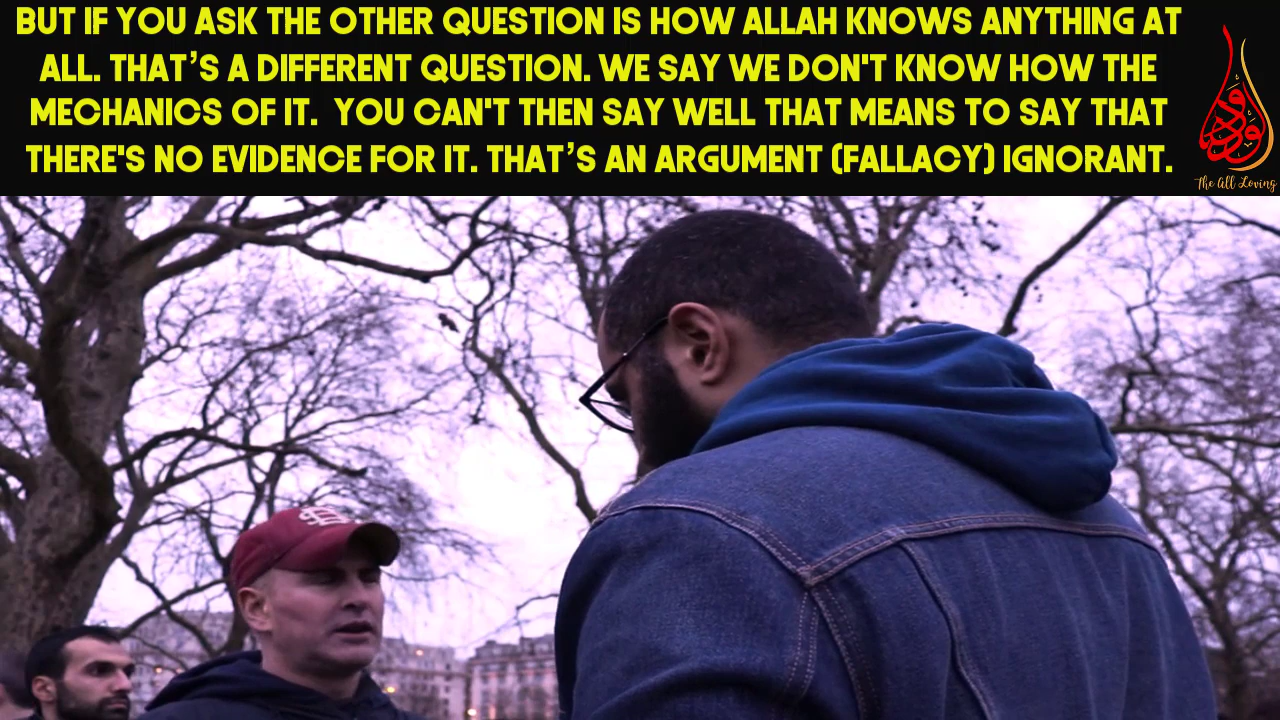 BUT IF YOU ASK THE OTHER QUESTION IS HOW ALLAH KNOWS ANYTHING AT
ALL. THAT’S A DIFFERENT QUESTION. WE SAY WE DON'T KNOW HOW THE
MECHANICS OF IT.  YOU CAN'T THEN SAY WELL THAT MEANS TO SAY THAT
THERE'S NO EVIDENCE FOR IT. THAT’S AN ARGUMENT (FALLACY) IGNORANT.
The All Loving